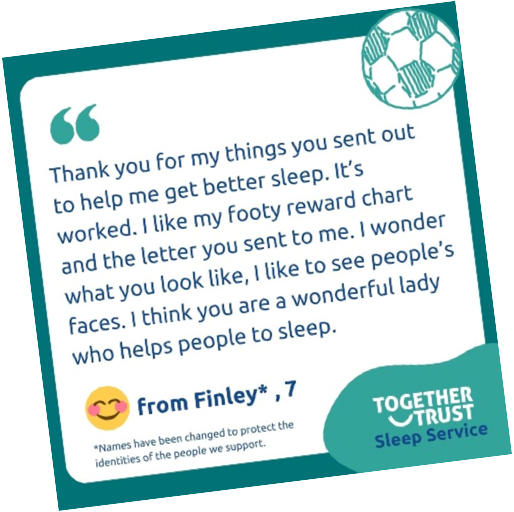 Thank you for my things you sent out
to help me get better sleep. It's
worked. I like my footy reward chart
and the letter you sent to me. I wonder
what you look like, I like to see people's
faces. I think you are a wonderful lady
who helps people to sleep.
from Finley* , 7
*Names have been changed to protect the
identities of the people we support.
TOGETHER
TRUST
Sleep Service